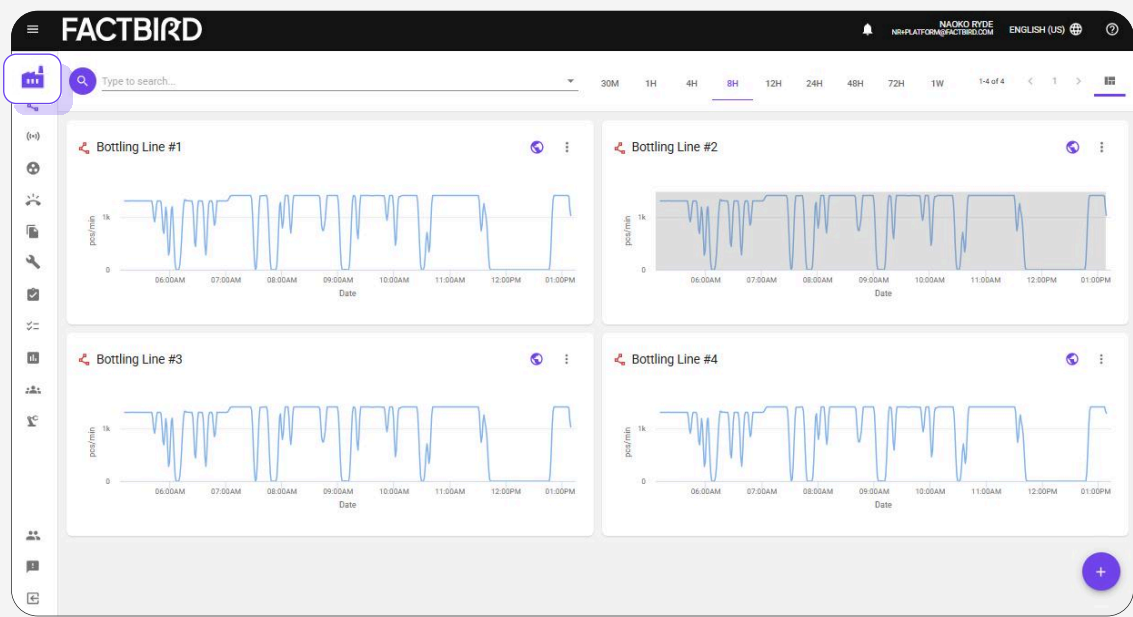 FACTBIRD
NAOKO RYDE
NR+PLATFORM@FACTBIRD.COM
ENGLISH (US)
Type to search...
30M 1H 4H 8H 12H 24H 48H 72H 1W
1-4 of 4
1
Bottling Line #1
pcs/min
1k
0
06:00AM 07:00AM 08:00AM 09:00AM 10:00AM 11:00AM 12:00PM 01:00PM
Date
Bottling Line #2
pcs/min
1k
0
06:00AM 07:00AM 08:00AM 09:00AM 10:00AM 11:00AM 12:00PM 01:00PM
Date
Bottling Line #3
pcs/min
1k
0
06:00AM 07:00AM 08:00AM 09:00AM 10:00AM 11:00AM 12:00PM 01:00PM
Date
Bottling Line #4
pcs/min
1k
0
06:00AM 07:00AM 08:00AM 09:00AM 10:00AM 11:00AM 12:00PM 01:00PM
Date